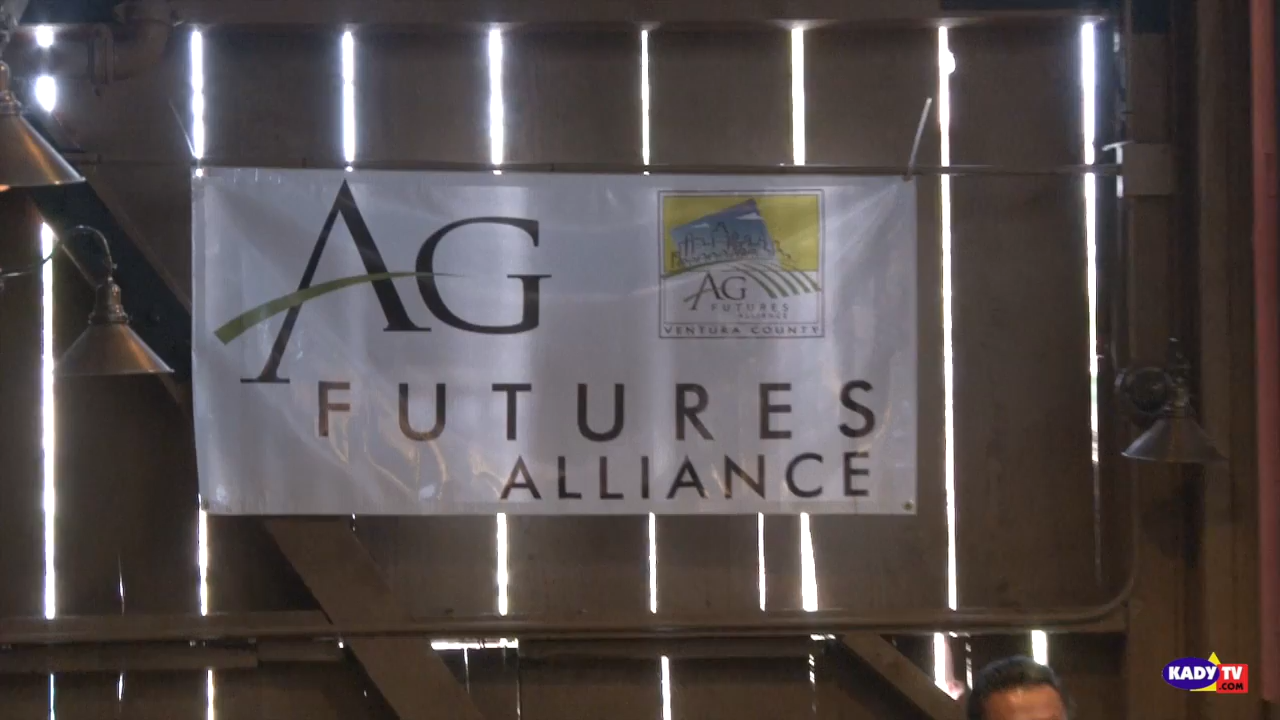 AG
FUTURES
ALLIANCE
AG
FUTURES
ALLIANCE
VENTURA COUNTY
KADY TV
.COM